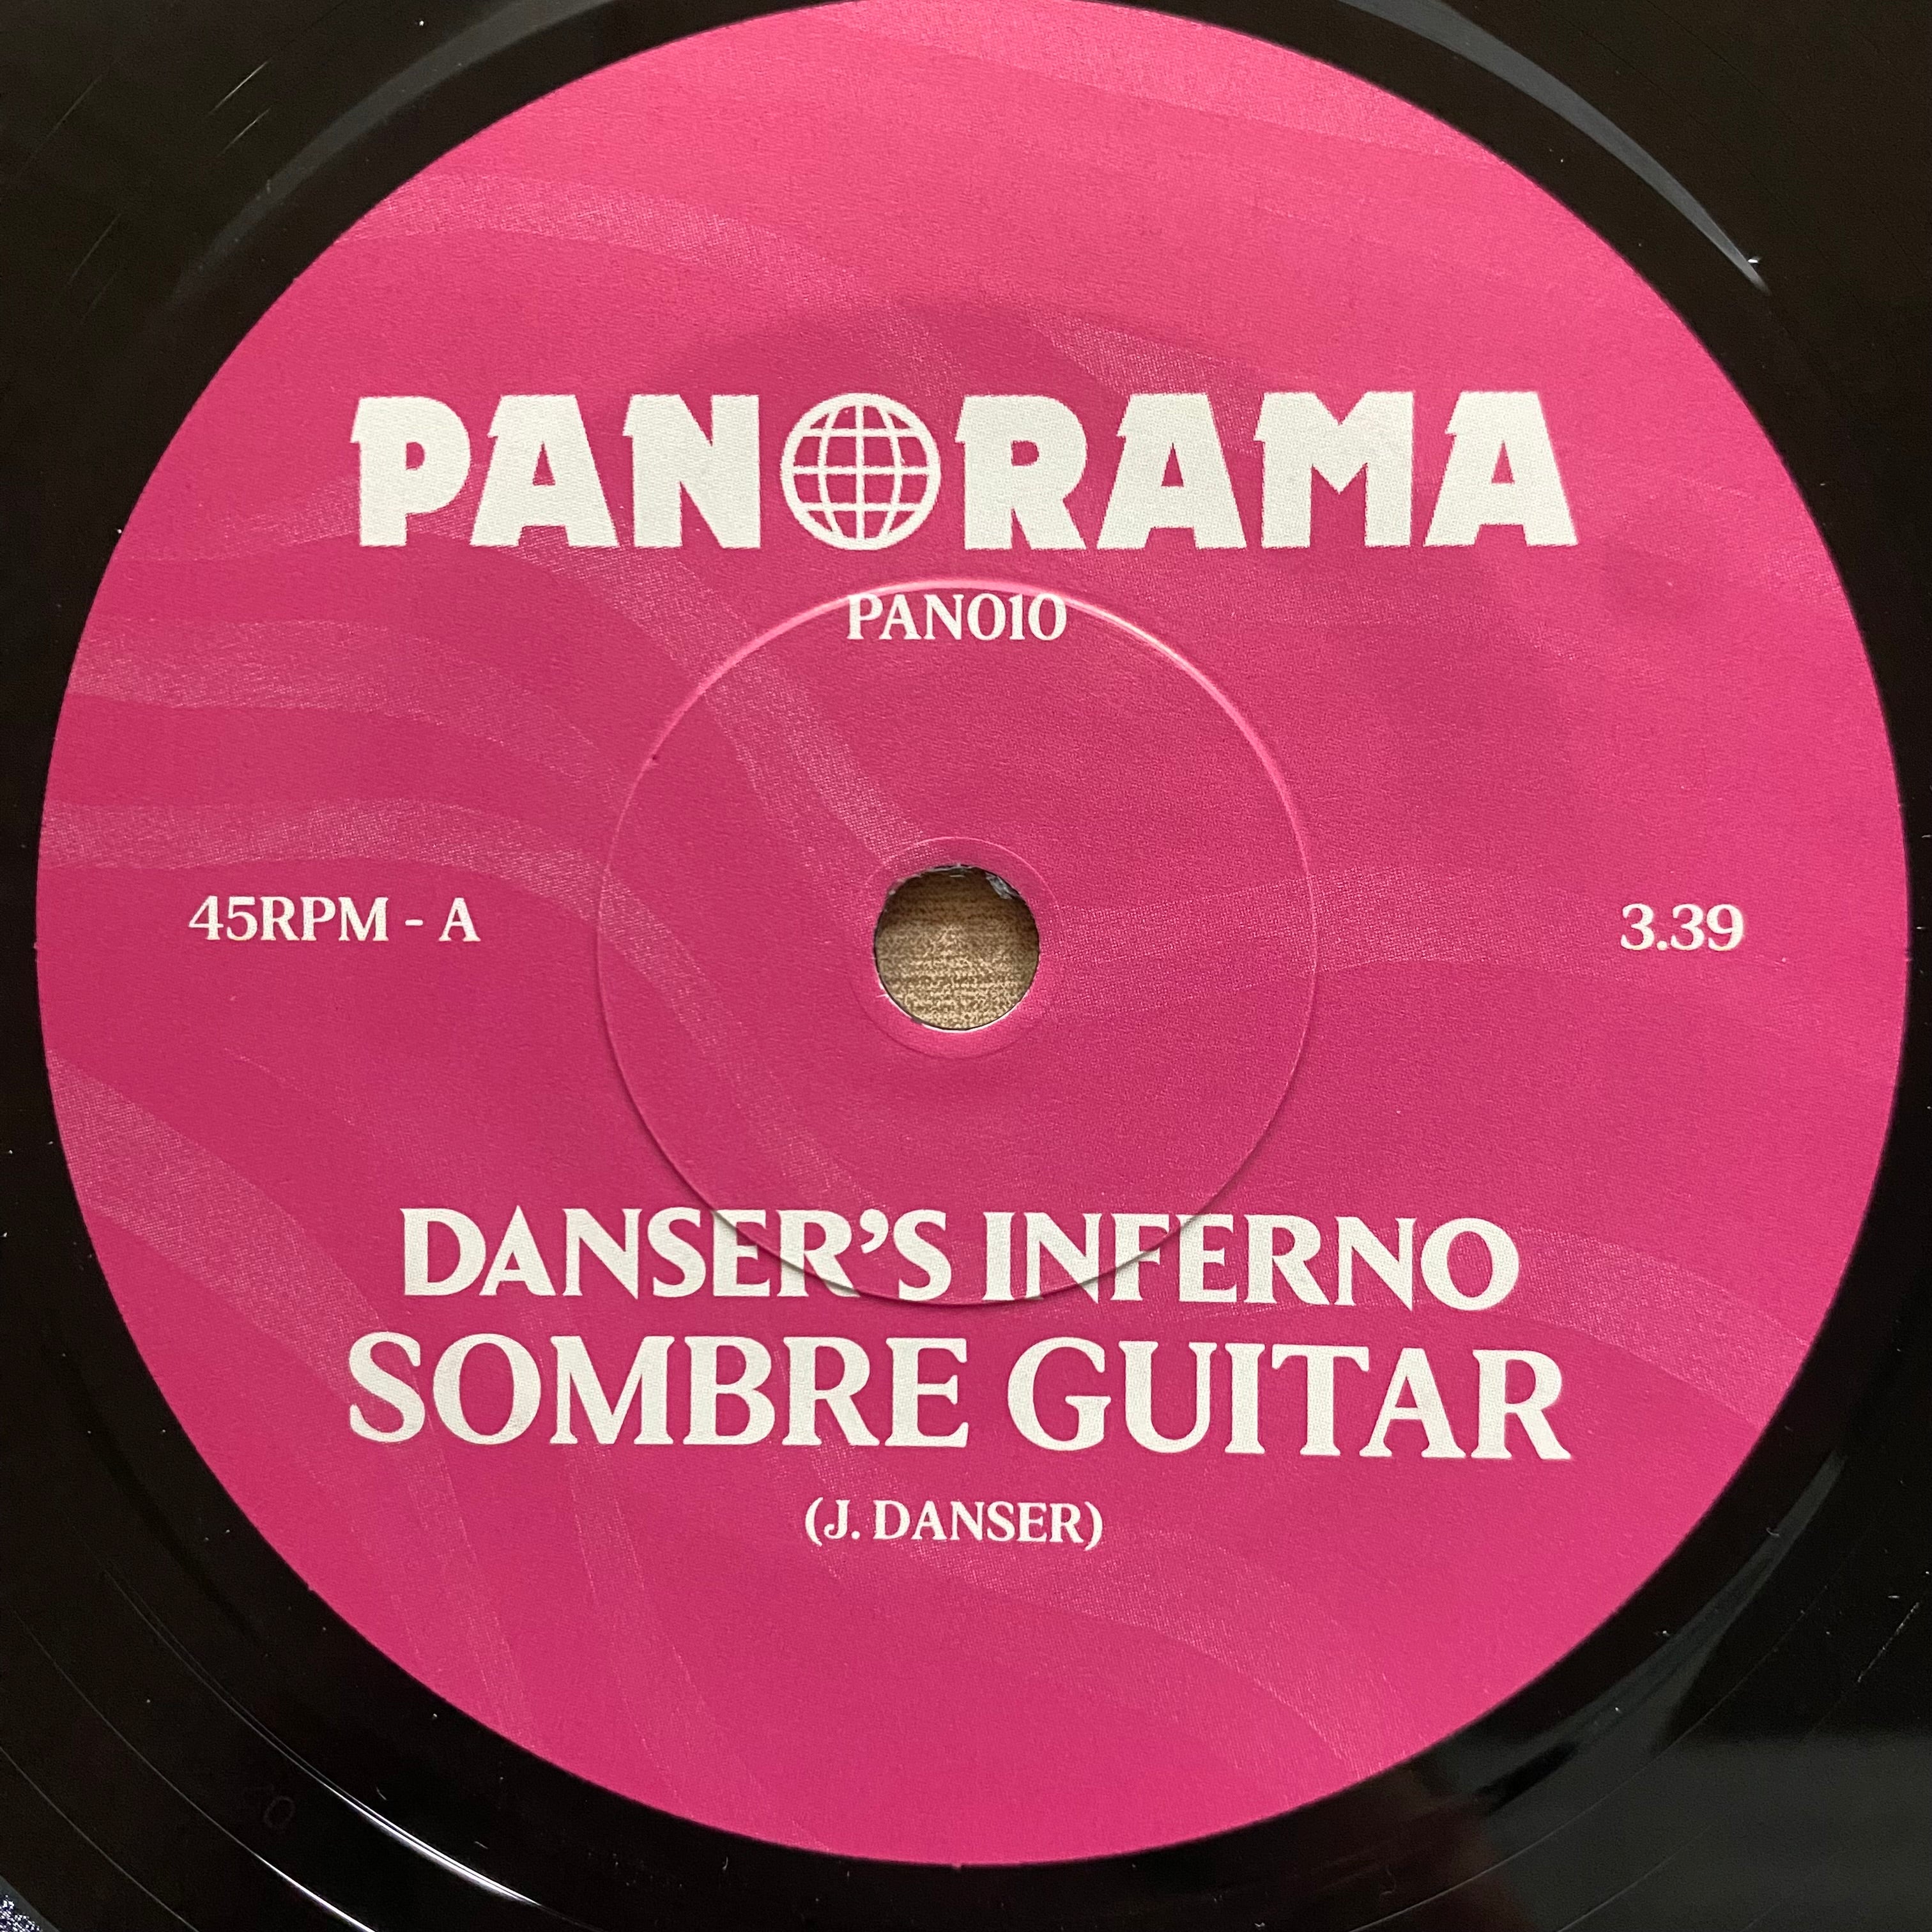 PANORAMA
PAN010
45RPM - A
3.39
DANSER'S INFERNO
SOMBRE GUITAR
(J. DANSER)